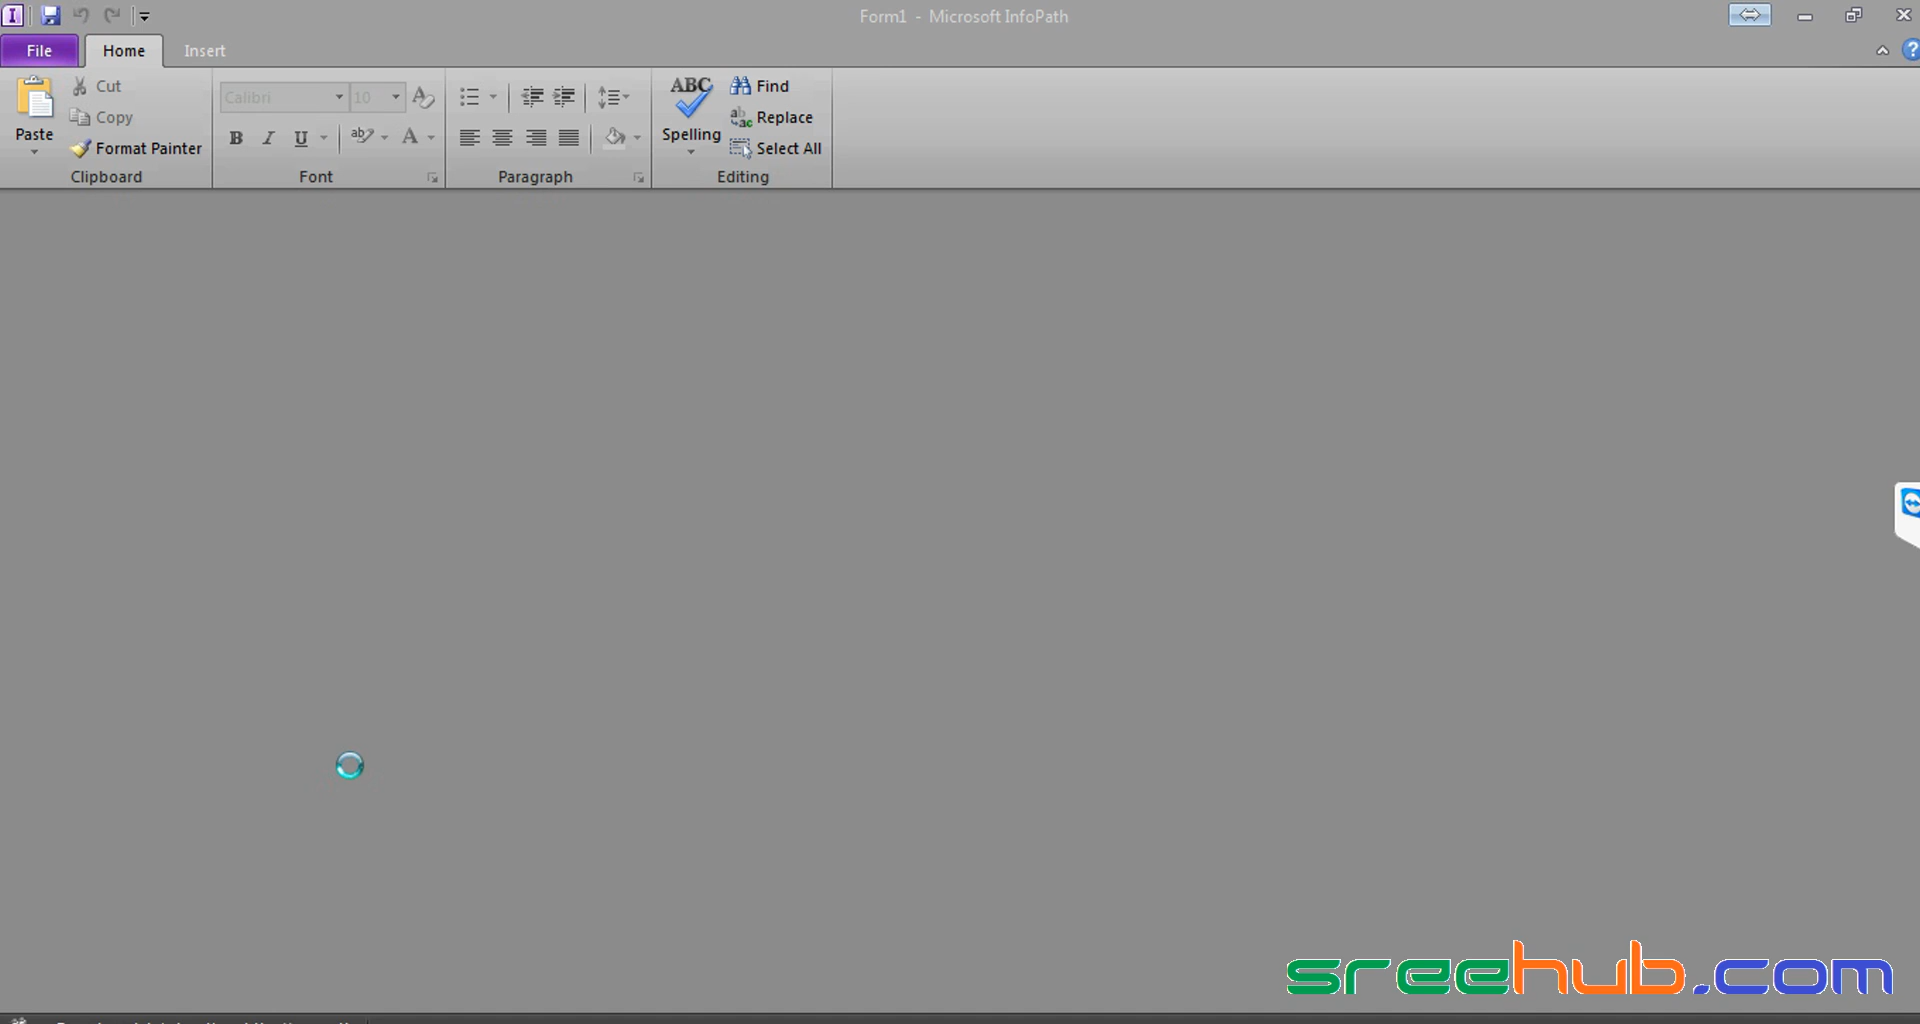 Form1 - Microsoft InfoPath
File
Home
Insert
Paste
Cut
Copy
Format Painter
Clipboard
Calibri
10
B I U
Font
Paragraph
ABC
Spelling
Find
Replace
Select All
Editing
sreehub.com